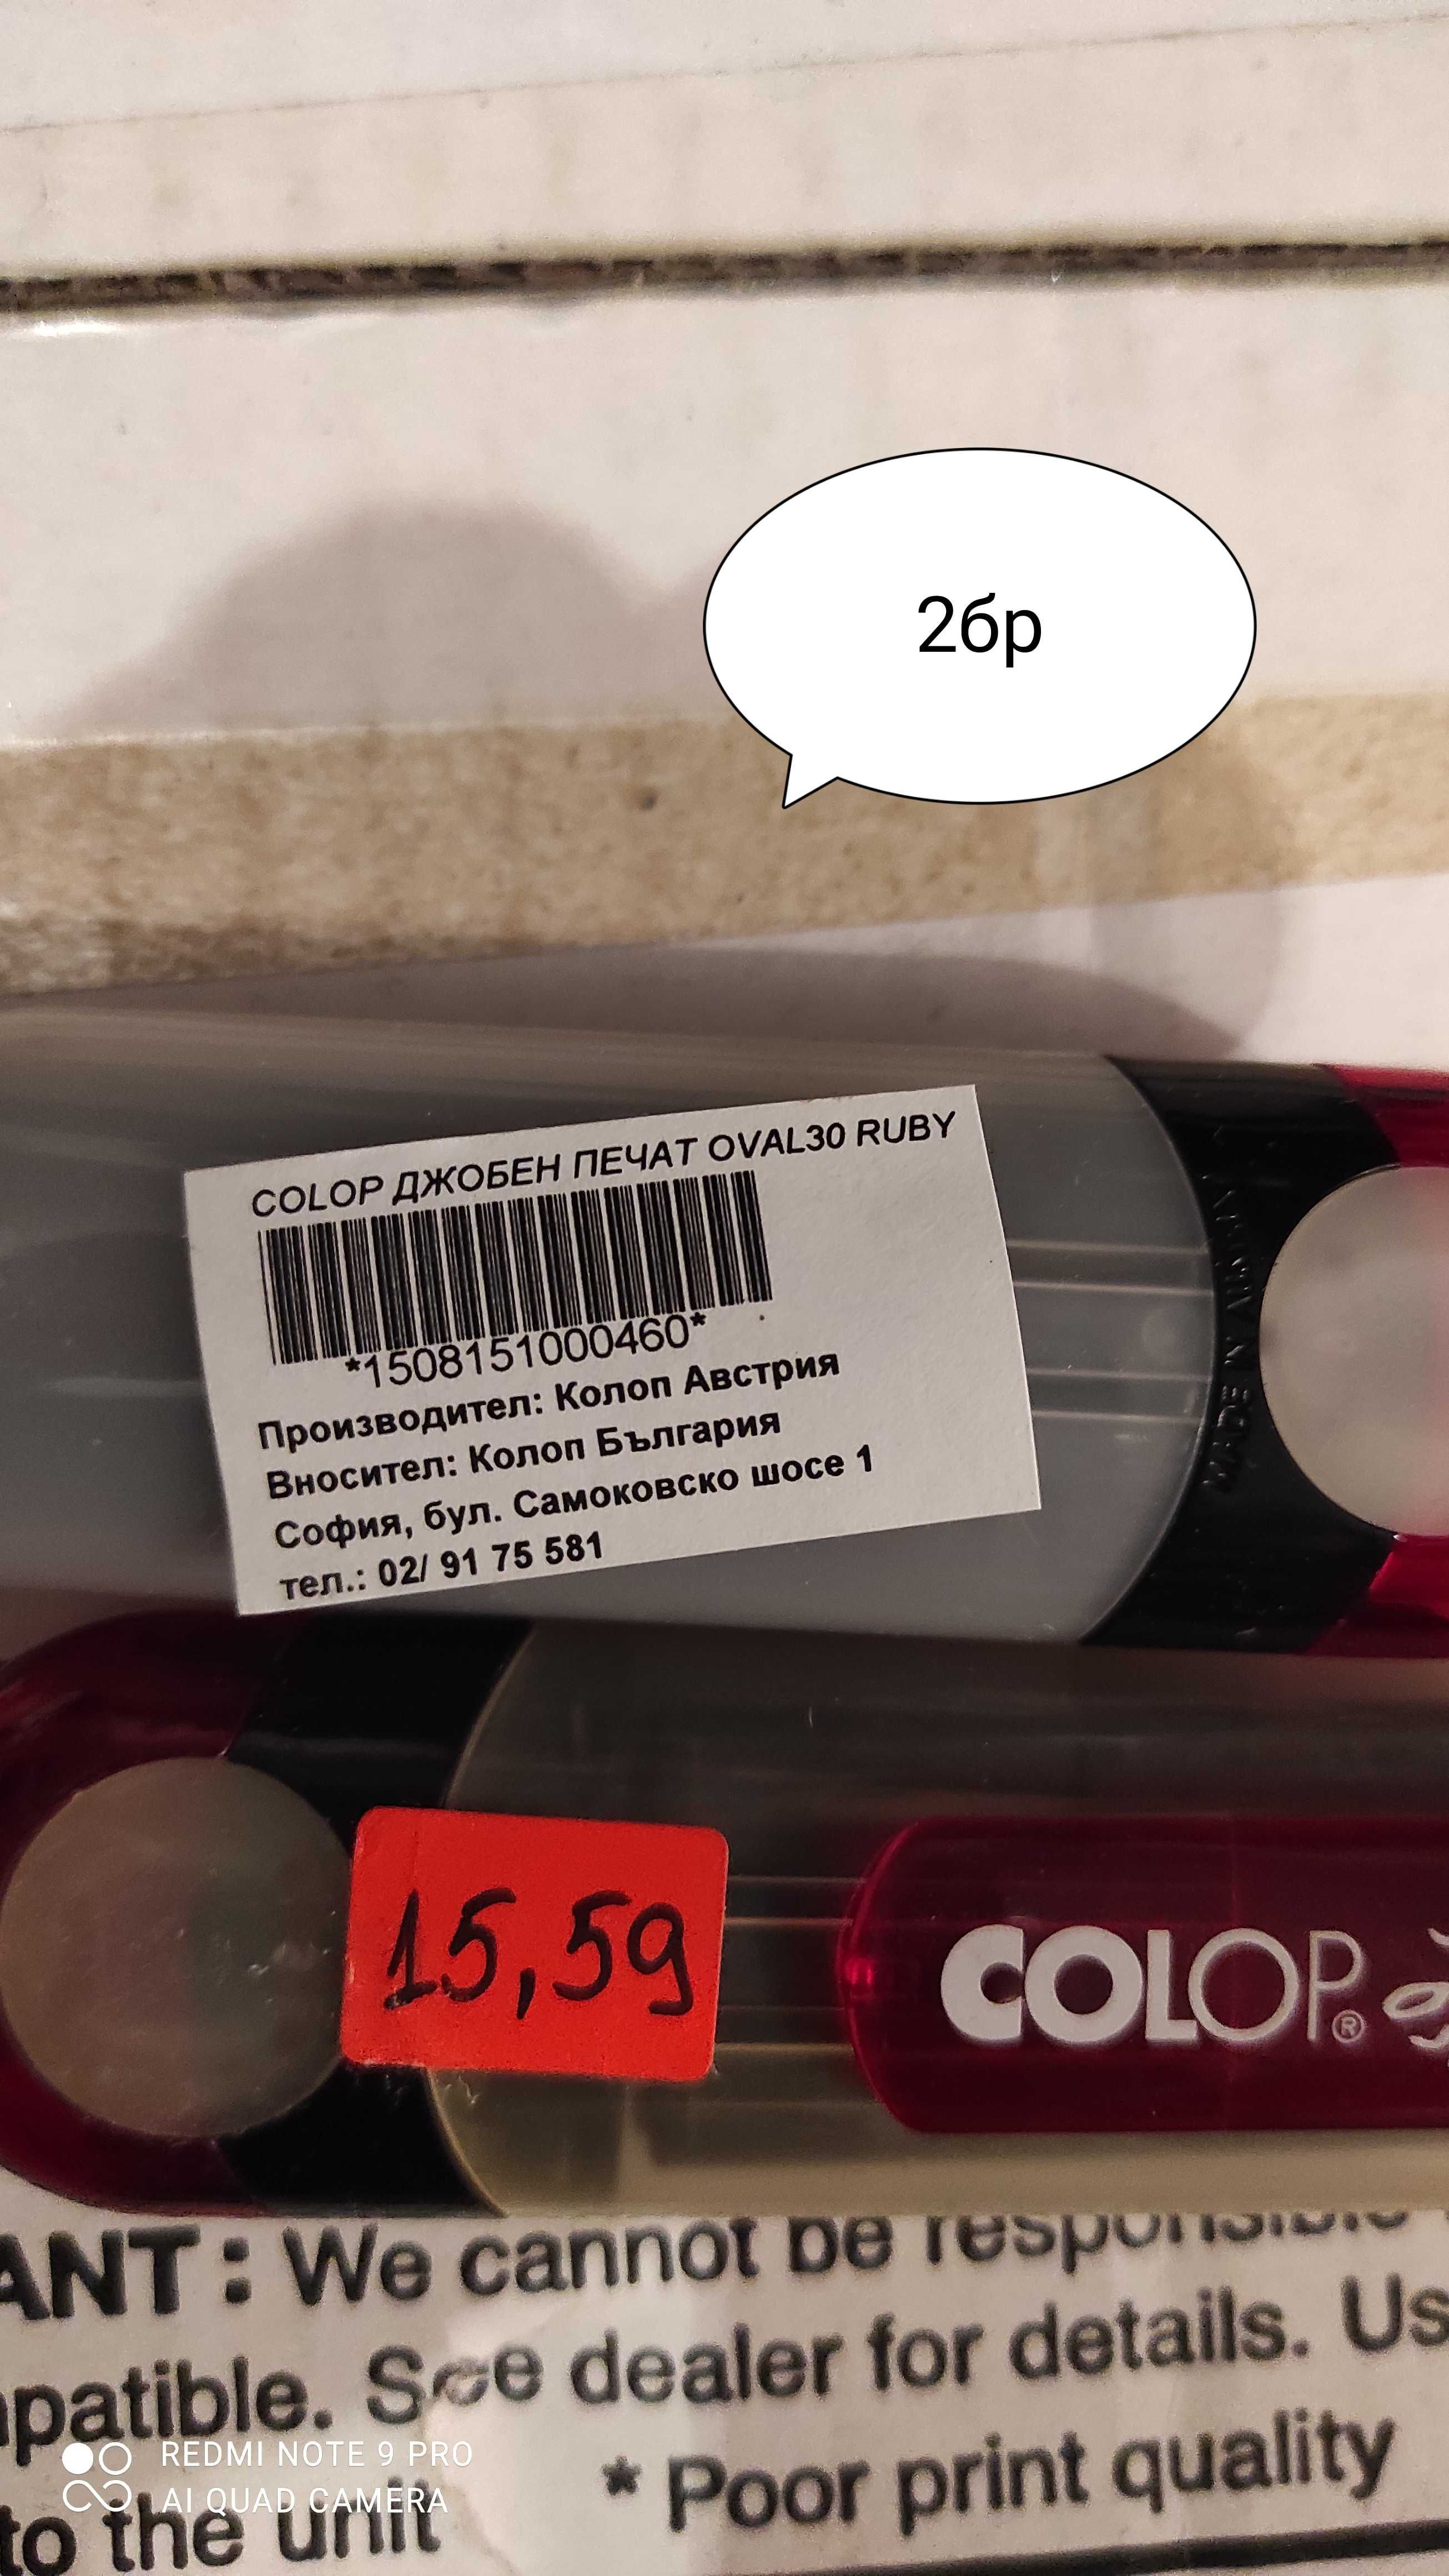 2бр
COLOP ДЖОБЕН ПЕЧАТ OVAL30 RUBY
*1508151000460*
Производител: Колоп Австрия
Вносител: Колоп България
София, бул. Самоковско шосе 1
тел.: 02/ 91 75 581
MADE IN AUSTRIA
15,59
COLOP®
ANT: We cannot be responsible
patible. See dealer for details. Us
* Poor print quality
to the unit
REDMI NOTE 9 PRO
AI QUAD CAMERA